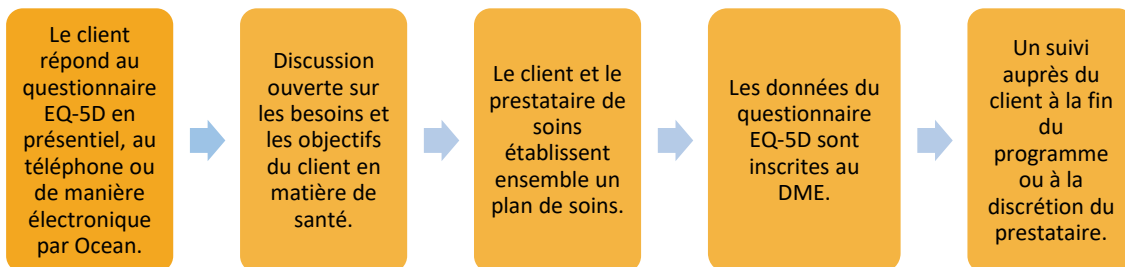 Le client
répond au
questionnaire
EQ-5D en
présentiel, au
téléphone ou
de manière
électronique
par Ocean.
Discussion
ouverte sur
les besoins et
les objectifs
du client en
matière de
santé.
Le client et le
prestataire de
soins
établissent
ensemble un
plan de soins.
Les données du
questionnaire
EQ-5D sont
inscrites au
DME.
Un suivi
auprès du
client à la fin
du
programme
ou à la
discrétion du
prestataire.